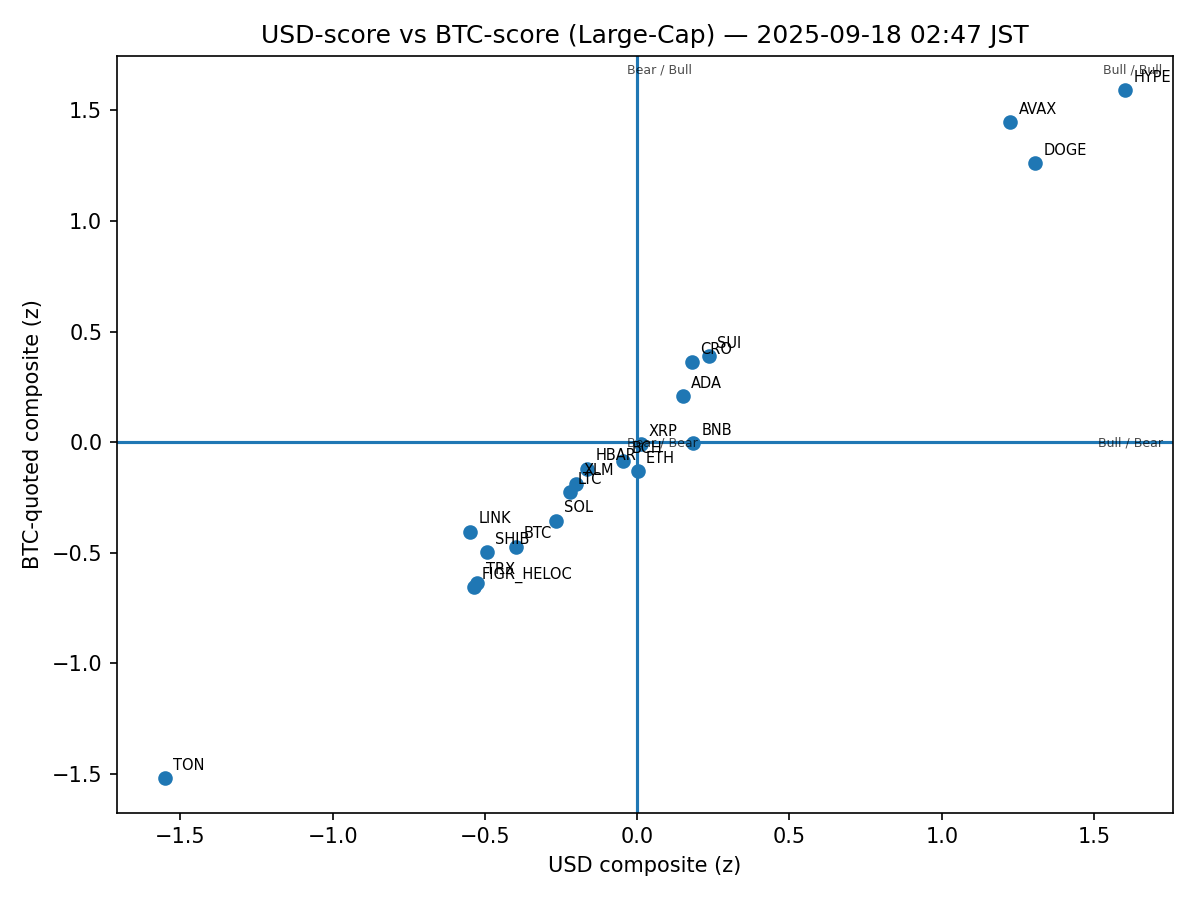 USD-score vs BTC-score (Large-Cap) — 2025-09-18 02:47 JST
Bear / Bull
Bull / Bull
HYPE
AVAX
DOGE
SUI
CRO
ADA
XRP
BNB
Bear / Bear
Bull / Bear
BCH
ETH
HBAR
XLM
LTC
SOL
LINK
BTC
SHIB
TRX
FIGR_HELOC
TON
1.5
1.0
0.5
0.0
−0.5
−1.0
−1.5
BTC-quoted composite (z)
−1.5
−1.0
−0.5
0.0
0.5
1.0
1.5
USD composite (z)